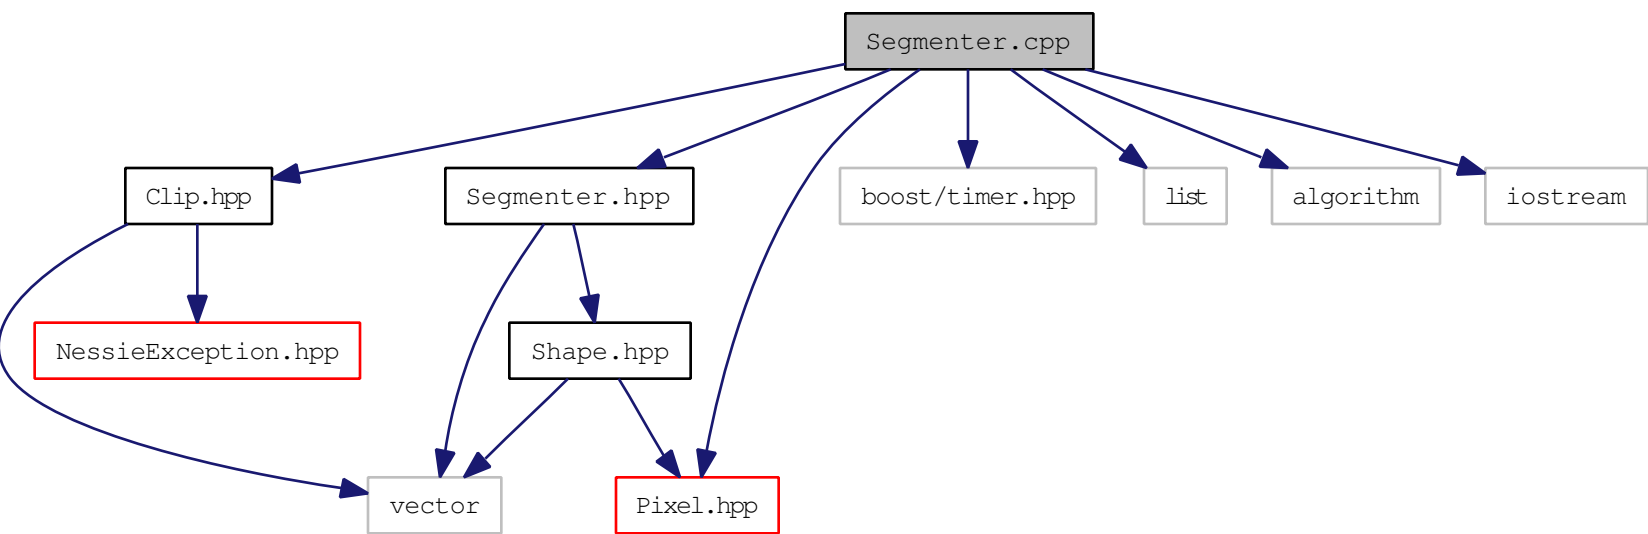 Segmenter.cpp
Clip.hpp
Segmenter.hpp
boost/timer.hpp
list
algorithm
iostream
NessieException.hpp
Shape.hpp
vector
Pixel.hpp